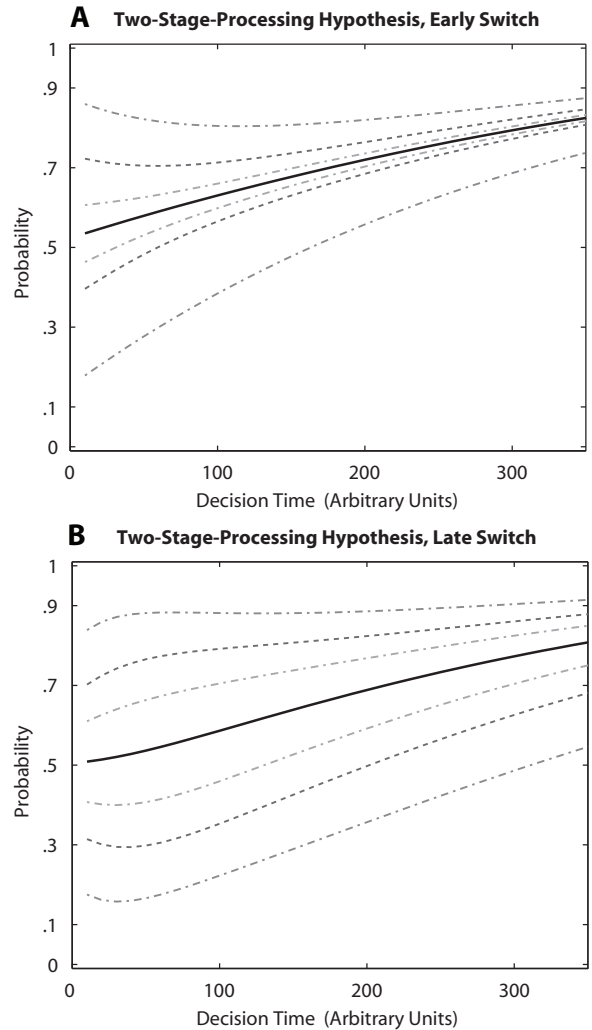 A Two-Stage-Processing Hypothesis, Early Switch
1
.9
.7
.5
.3
.1
0
Probability
0 100 200 300
Decision Time (Arbitrary Units)
B Two-Stage-Processing Hypothesis, Late Switch
1
.9
.7
.5
.3
.1
0
Probability
0 100 200 300
Decision Time (Arbitrary Units)